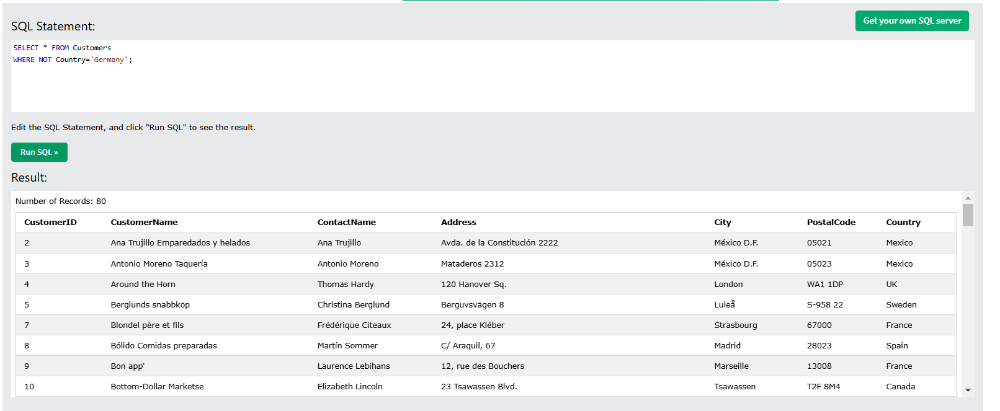 SQL Statement:
Get your own SQL server
SELECT * FROM Customers
WHERE NOT Country='Germany';
Edit the SQL Statement, and click "Run SQL" to see the result.
Run SQL »
Result:
Number of Records: 80
CustomerID CustomerName ContactName Address City PostalCode Country
2 Ana Trujillo Emparedados y helados Ana Trujillo Avda. de la Constitución 2222 México D.F. 05021 Mexico
3 Antonio Moreno Taquería Antonio Moreno Mataderos 2312 México D.F. 05023 Mexico
4 Around the Horn Thomas Hardy 120 Hanover Sq. London WA1 1DP UK
5 Berglunds snabbköp Christina Berglund Berguvsvägen 8 Luleå S-958 22 Sweden
7 Blondel père et fils Frédérique Citeaux 24, place Kléber Strasbourg 67000 France
8 Bólido Comidas preparadas Martín Sommer C/ Araquil, 67 Madrid 28023 Spain
9 Bon app' Laurence Lebihans 12, rue des Bouchers Marseille 13008 France
10 Bottom-Dollar Marketse Elizabeth Lincoln 23 Tsawassen Blvd. Tsawassen T2F 8M4 Canada